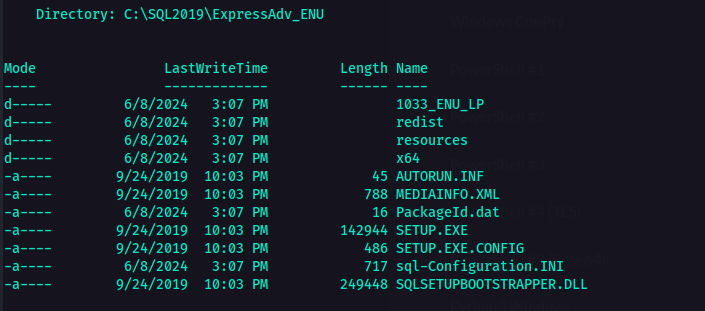 Directory: C:\SQL2019\ExpressAdv_ENU
Mode LastWriteTime Length Name
---- ------------- ------ ----
d----- 6/8/2024 3:07 PM 1033_ENU_LP
d----- 6/8/2024 3:07 PM redist
d----- 6/8/2024 3:07 PM resources
d----- 6/8/2024 3:07 PM x64
-a---- 9/24/2019 10:03 PM 45 AUTORUN.INF
-a---- 9/24/2019 10:03 PM 788 MEDIAINFO.XML
-a---- 6/8/2024 3:07 PM 16 PackageId.dat
-a---- 9/24/2019 10:03 PM 142944 SETUP.EXE
-a---- 9/24/2019 10:03 PM 486 SETUP.EXE.CONFIG
-a---- 6/8/2024 3:07 PM 717 sql-Configuration.INI
-a---- 9/24/2019 10:03 PM 249448 SQLSETUPBOOTSTRAPPER.DLL